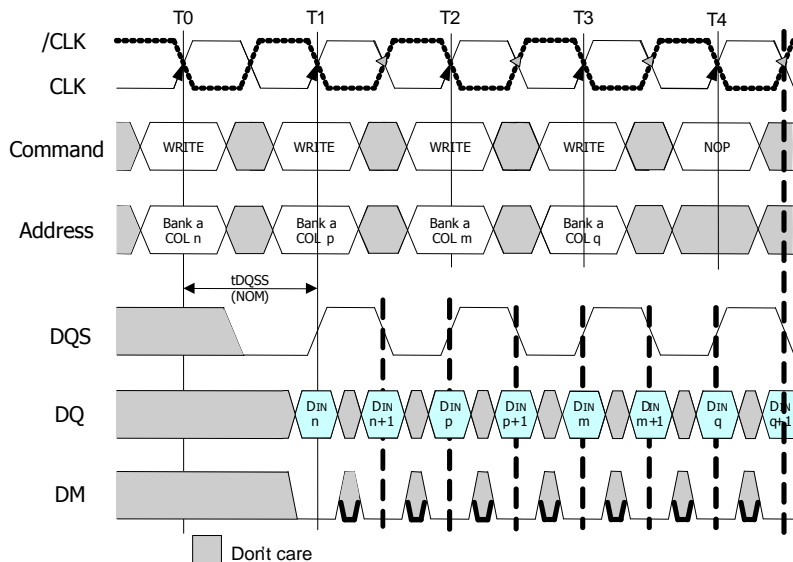 T0 T1 T2 T3 T4
/CLK
CLK
Command WRITE WRITE WRITE WRITE NOP
Address Bank a Bank a Bank a Bank a
COL n COL p COL m COL q
tDQSS
(NOM)
DQS
DQ DIN DIN DIN DIN DIN DIN DIN DIN
n n+1 p p+1 m m+1 q q+1
DM
Don't care